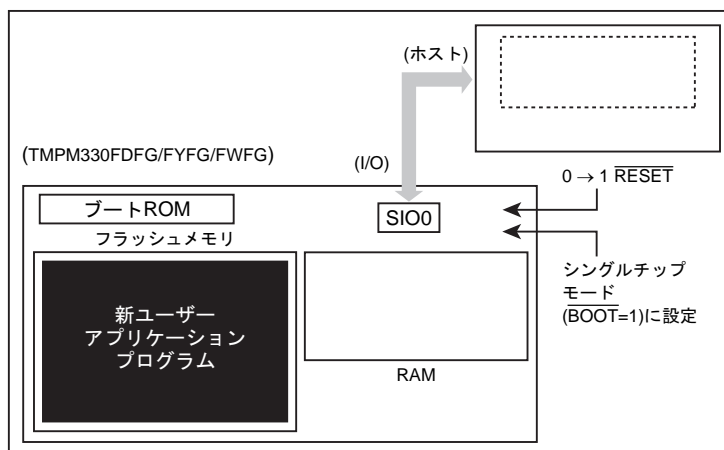 (ホスト)
(TMPM330FDFG/FYFG/FWFG)
(I/O)
0 → 1 RESET
ブートROM
SIO0
フラッシュメモリ
シングルチップ
モード
(BOOT=1)に設定
新ユーザー
アプリケーション
プログラム
RAM